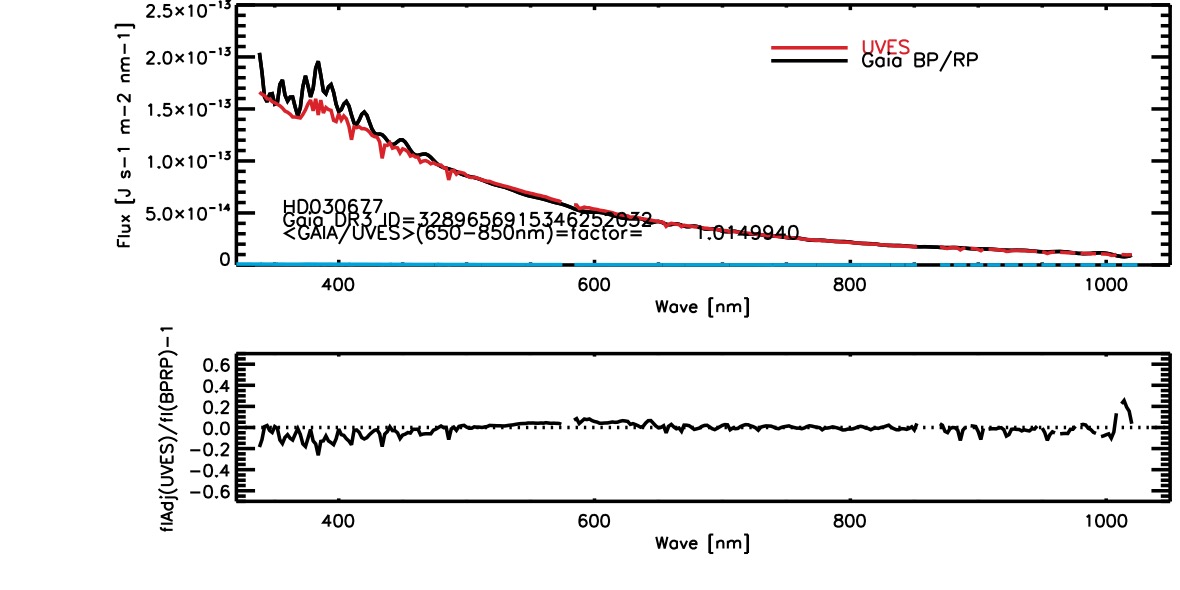 2.5×10−13
2.0×10−13
1.5×10−13
1.0×10−13
5.0×10−14
0
Flux [J s−1 m−2 nm−1]
UVES
Gaia BP/RP
HD030677
Gaia DR3 ID=3289656915346252032
<GAIA/UVES>(650−850nm)=factor= 1.0149940
400 600 800 1000
Wave [nm]
flAdj(UVES)/fl(BPRP)−1
0.6
0.4
0.2
0.0
−0.2
−0.4
−0.6
400 600 800 1000
Wave [nm]